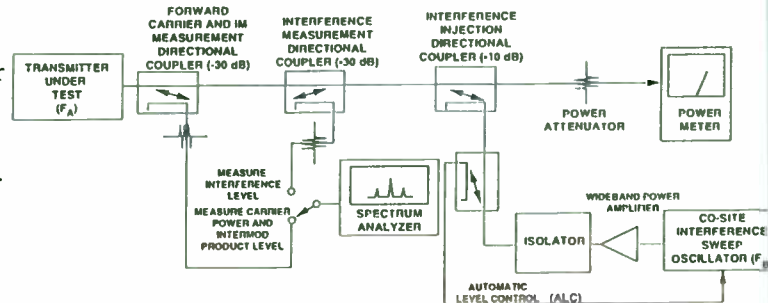 FORWARD
CARRIER AND IM
MEASUREMENT
DIRECTIONAL
COUPLER (-30 dB)
INTERFERENCE
MEASUREMENT
DIRECTIONAL
COUPLER (-30 dB)
INTERFERENCE
INJECTION
DIRECTIONAL
COUPLER (-10 dB)
TRANSMITTER
UNDER
TEST
(FA)
POWER
ATTENUATOR
POWER
METER
MEASURE
INTERFERENCE
LEVEL
MEASURE CARRIER
POWER AND
INTERMOD
PRODUCT LEVEL
SPECTRUM
ANALYZER
WIDEBAND POWER
AMPLIFIER
ISOLATOR
CO-SITE
INTERFERENCE
SWEEP
OSCILLATOR (F
AUTOMATIC
LEVEL CONTROL (ALC)